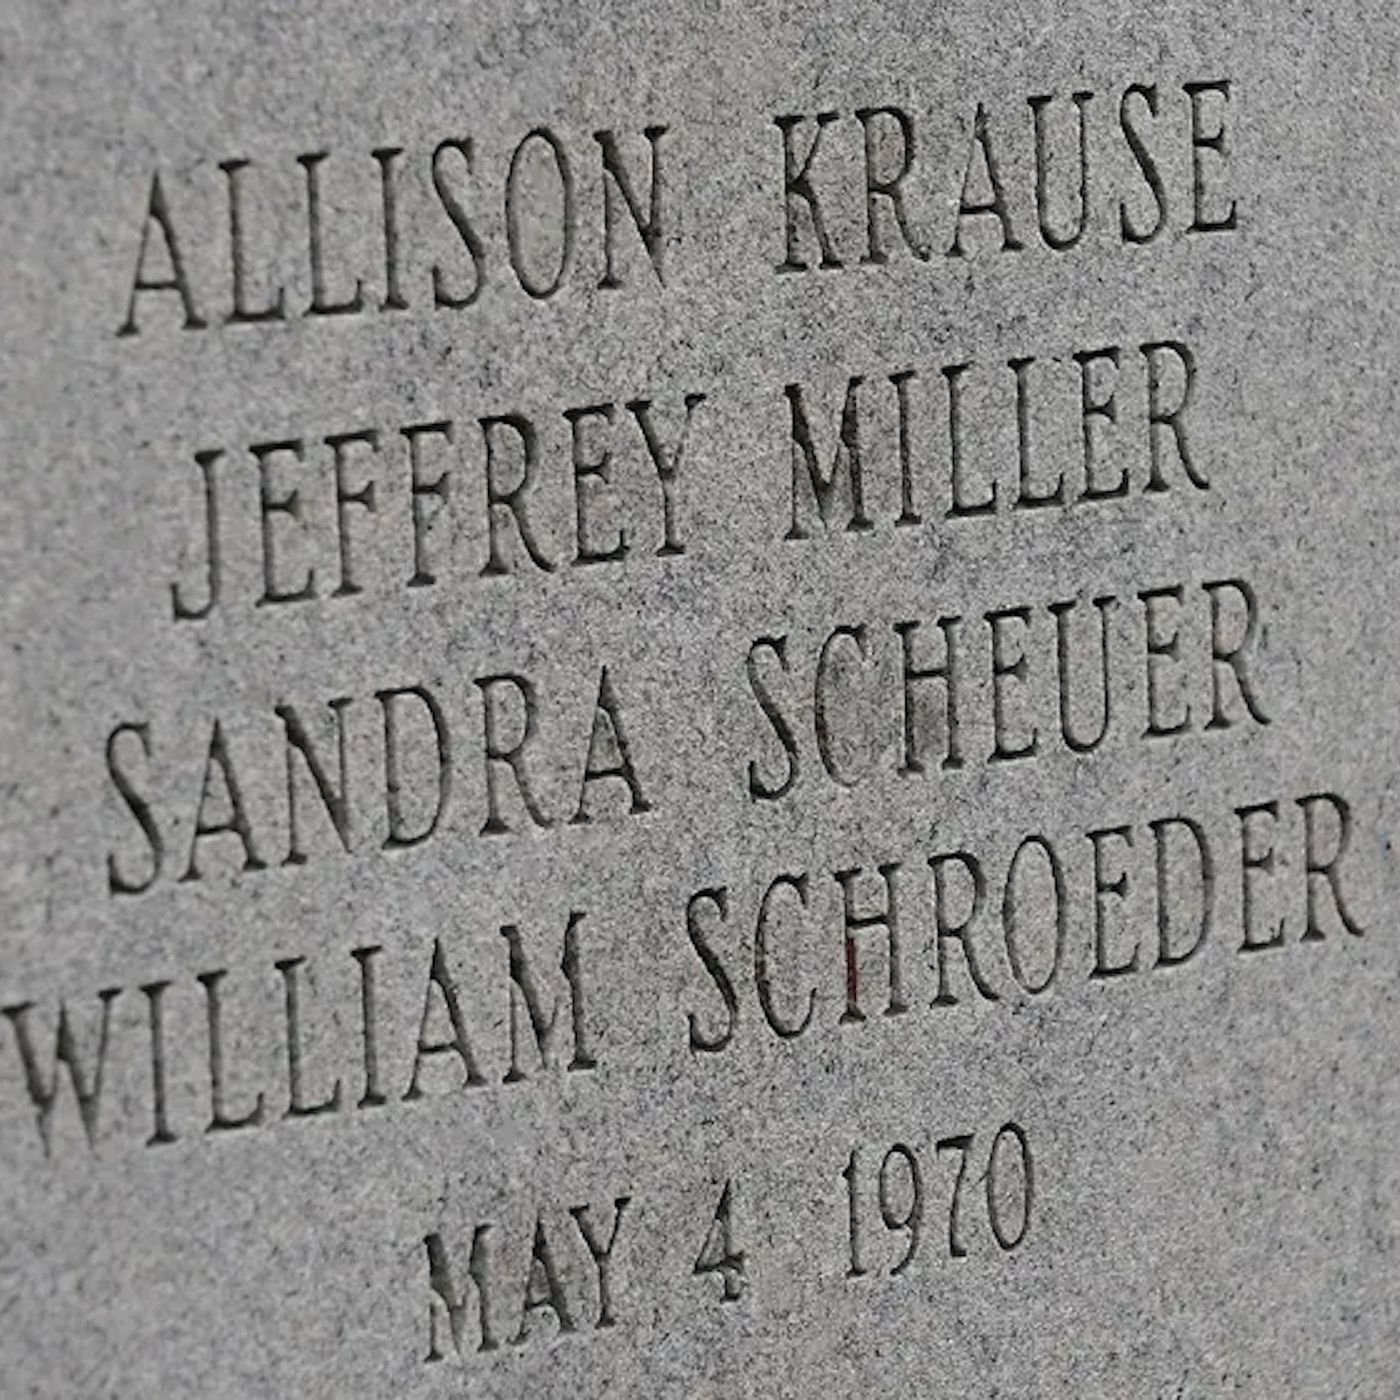 ALLISON KRAUSE
JEFFREY MILLER
SANDRA SCHEUER
WILLIAM SCHROEDER
MAY 4 1970